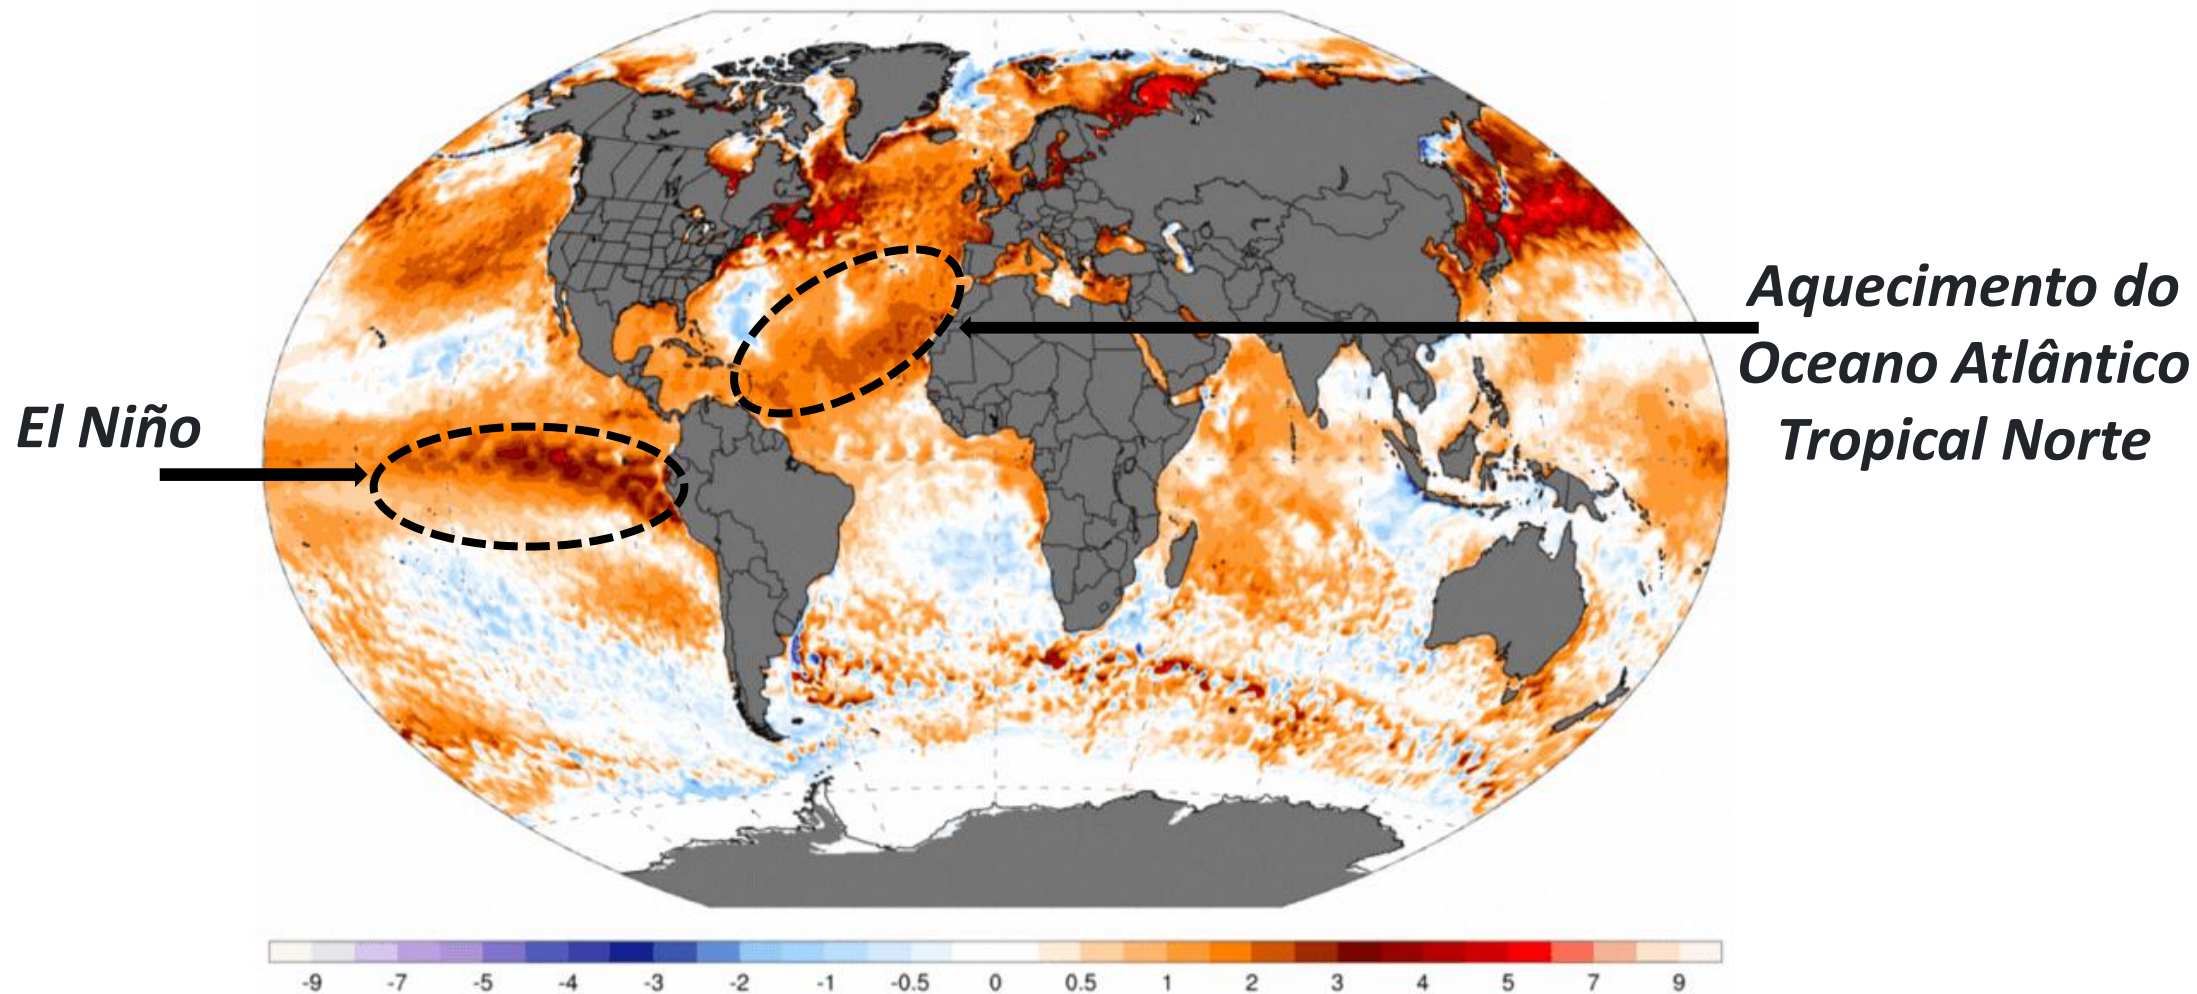 El Niño
Aquecimento do
Oceano Atlântico
Tropical Norte
-9 -7 -5 -4 -3 -2 -1 -0.5 0 0.5 1 2 3 4 5 7 9